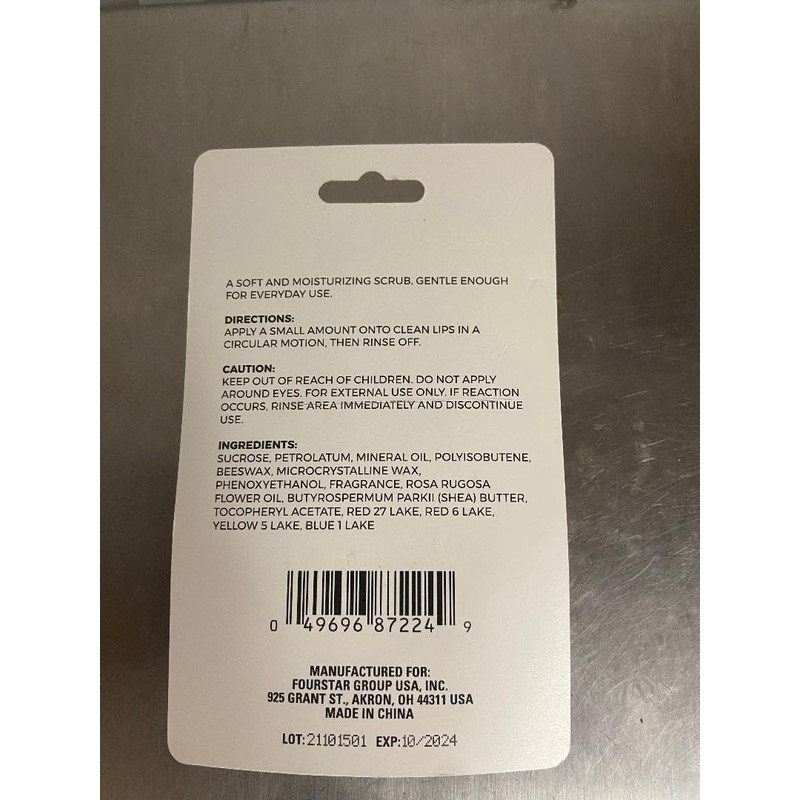 A SOFT AND MOISTURIZING SCRUB, GENTLE ENOUGH
FOR EVERYDAY USE.
DIRECTIONS:
APPLY A SMALL AMOUNT ONTO CLEAN LIPS IN A
CIRCULAR MOTION, THEN RINSE OFF.
CAUTION:
KEEP OUT OF REACH OF CHILDREN. DO NOT APPLY
AROUND EYES. FOR EXTERNAL USE ONLY. IF REACTION
OCCURS, RINSE AREA IMMEDIATELY AND DISCONTINUE
USE.
INGREDIENTS:
SUCROSE, PETROLATUM, MINERAL OIL, POLYISOBUTENE,
BEESWAX, MICROCRYSTALLINE WAX,
PHENOXYETHANOL, FRAGRANCE, ROSA RUGOSA
FLOWER OIL, BUTYROSPERMUM PARKII (SHEA) BUTTER,
TOCOPHERYL ACETATE, RED 27 LAKE, RED 6 LAKE,
YELLOW 5 LAKE, BLUE 1 LAKE
0 49696 87224 9
MANUFACTURED FOR:
FOURSTAR GROUP USA, INC.
925 GRANT ST., AKRON, OH 44311 USA
MADE IN CHINA
LOT:21101501 EXP:10/2024